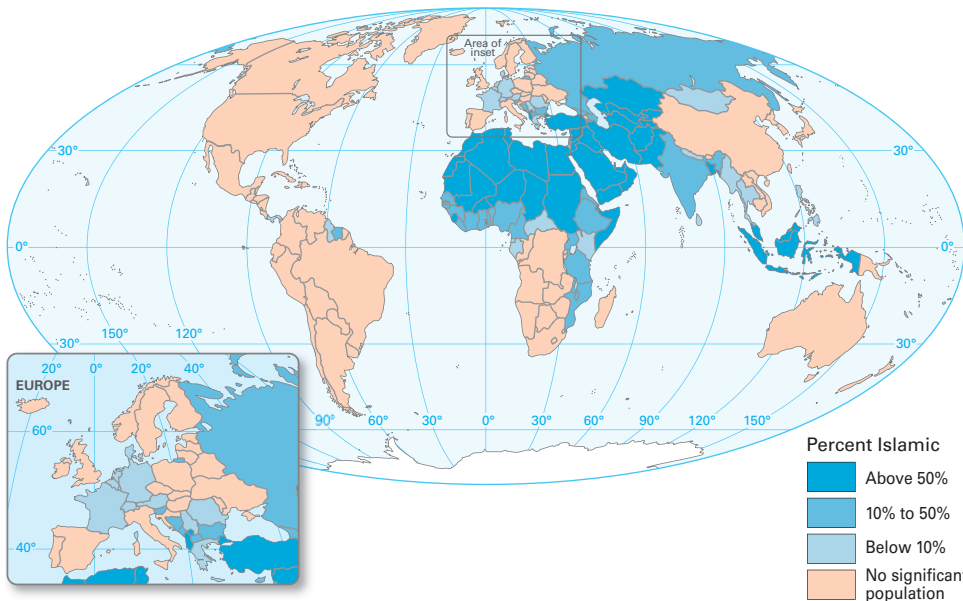 Area of
inset
30°
30°
0°
0°
30°
30°
150°
120°
90°
60°
30°
0°
30°
60°
90°
120°
150°
20°
0°
20°
40°
EUROPE
60°
40°
Percent Islamic
Above 50%
10% to 50%
Below 10%
No significant
population